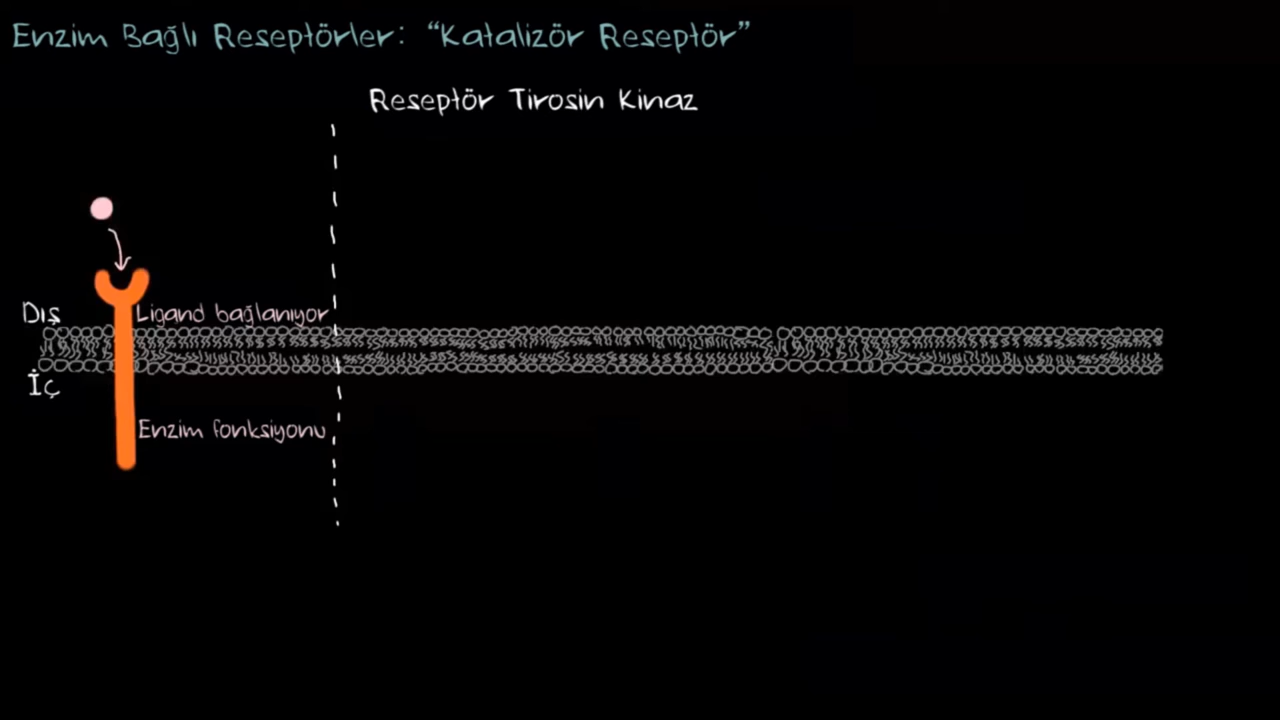 Enzim Bağlı Reseptörler: “Katalizör Reseptör”
Reseptör Tirosin Kinaz
Dış
Ligand bağlanıyor
İç
Enzim fonksiyonu